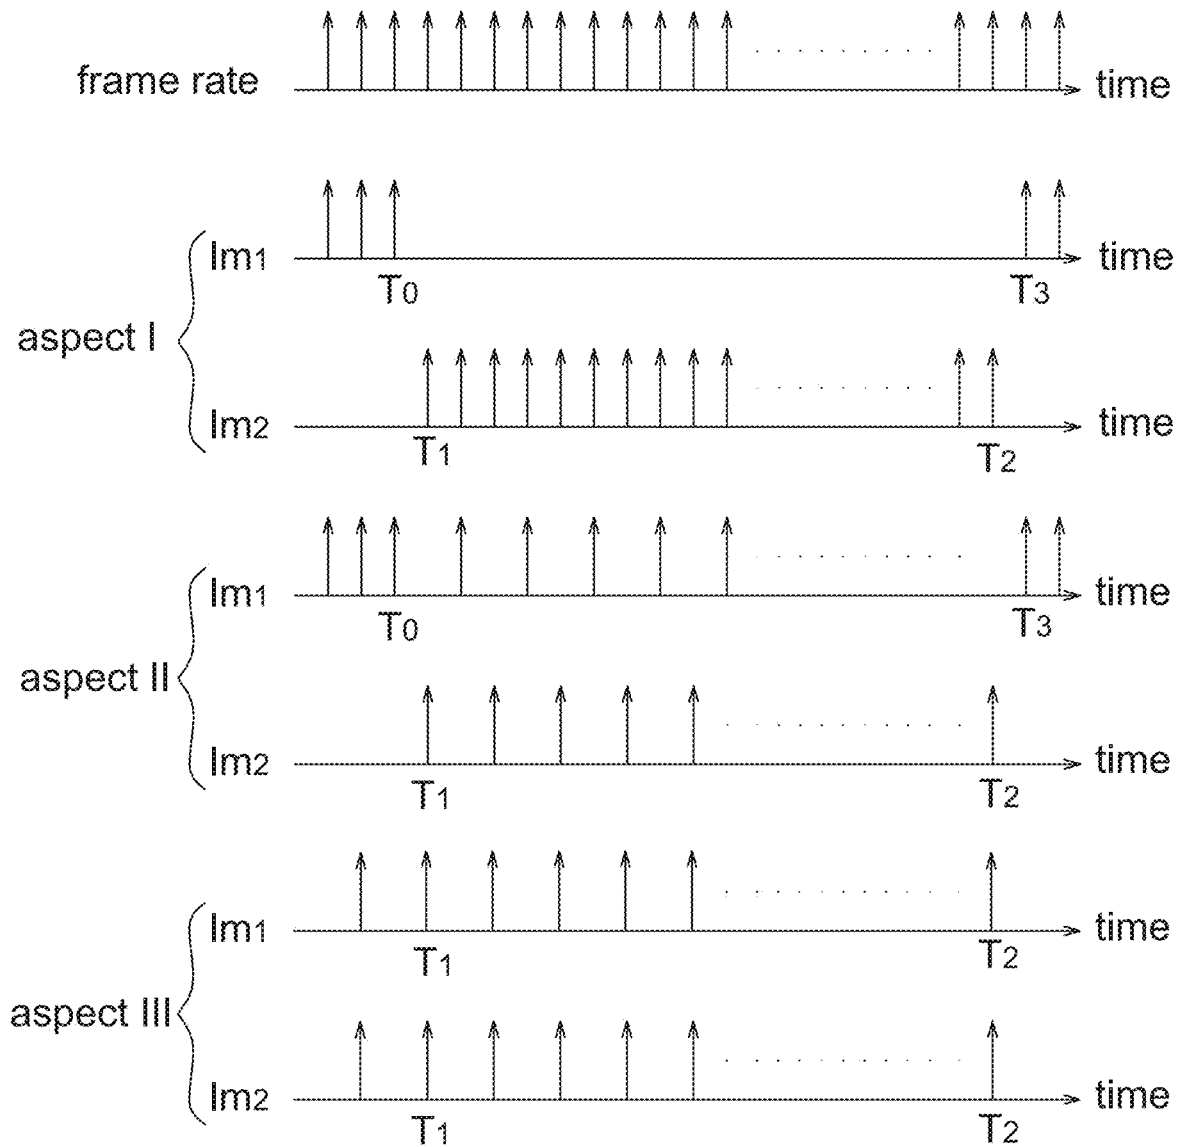 frame rate time
Im1 time
T0 T3
aspect I
Im2 time
T1 T2
Im1 time
T0 T3
aspect II
Im2 time
T1 T2
Im1 time
T1 T2
aspect III
Im2 time
T1 T2